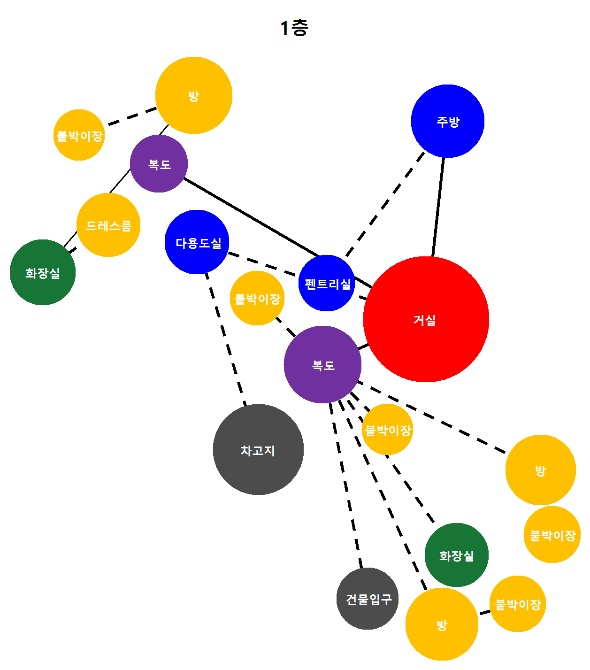 1층
방
주방
붙박이장
복도
드레스룸
다용도실
화장실
펜트리실
붙박이장
거실
복도
붙박이장
차고지
방
붙박이장
화장실
건물입구
붙박이장
방